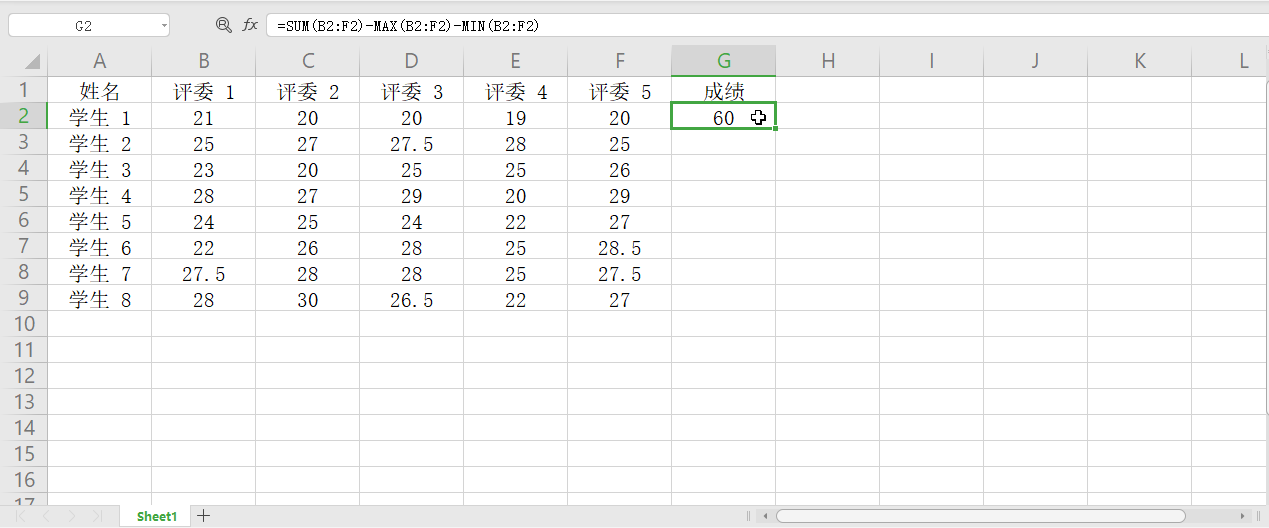 G2 fx =SUM(B2:F2)-MAX(B2:F2)-MIN(B2:F2)
A B C D E F G H I J K L
1 姓名 评委 1 评委 2 评委 3 评委 4 评委 5 成绩
2 学生 1 21 20 20 19 20 60
3 学生 2 25 27 27.5 28 25
4 学生 3 23 20 25 25 26
5 学生 4 28 27 29 20 29
6 学生 5 24 25 24 22 27
7 学生 6 22 26 28 25 28.5
8 学生 7 27.5 28 28 25 27.5
9 学生 8 28 30 26.5 22 27
10
11
12
13
14
15
16
17
Sheet1